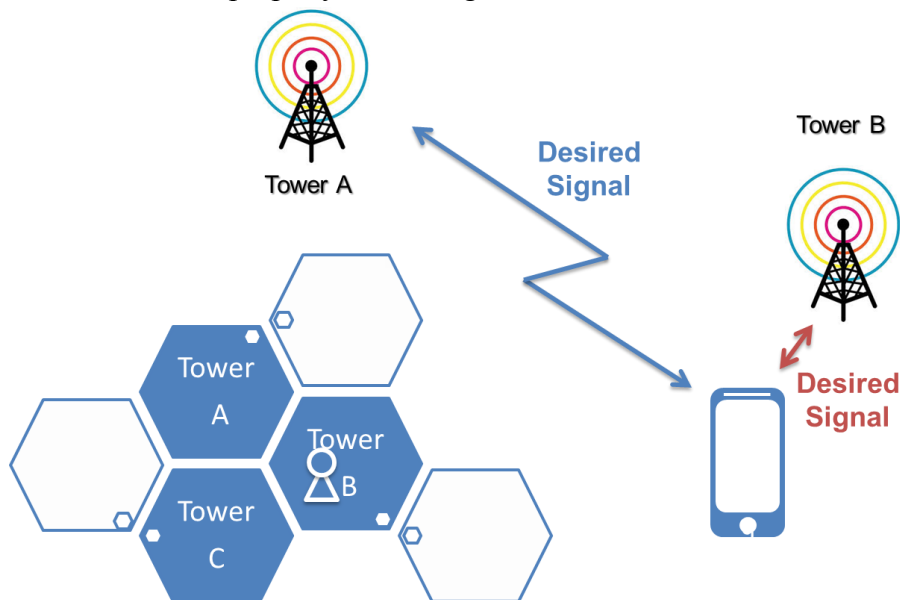 Tower B
Desired
Signal
Tower A
Tower
A
Tower
B
Desired
Signal
Tower
C